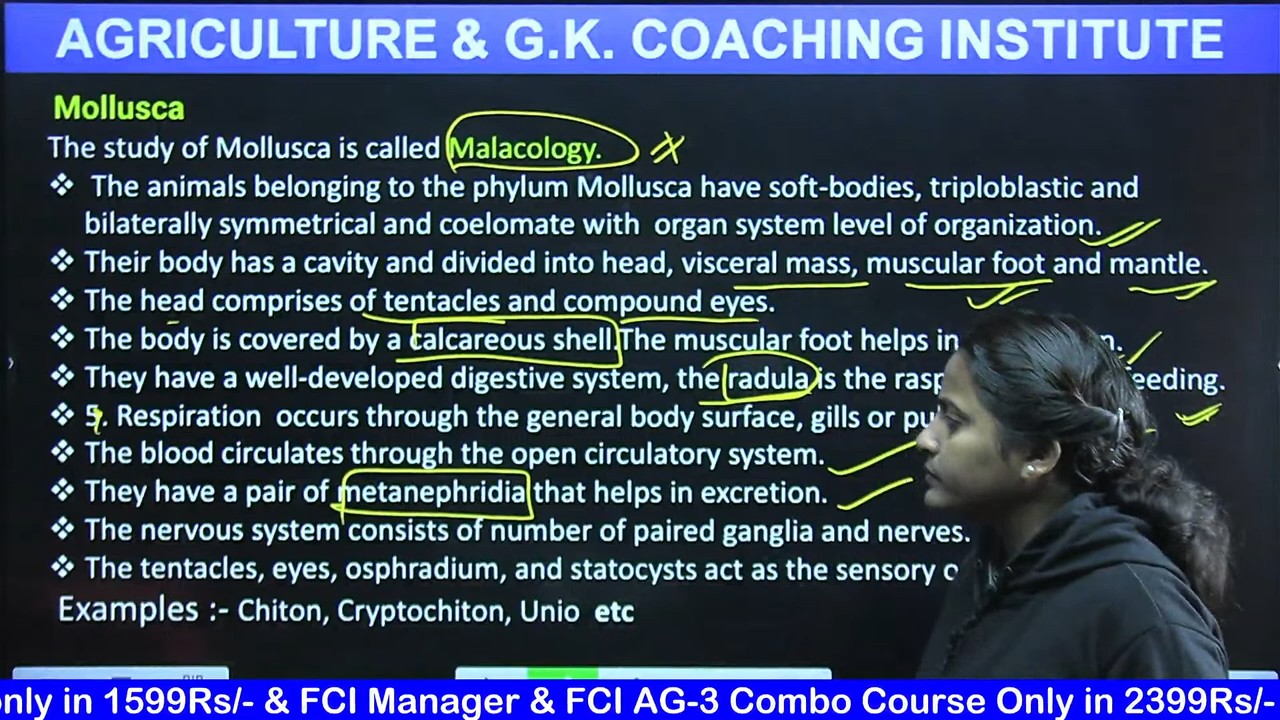 AGRICULTURE & G.K. COACHING INSTITUTE
Mollusca
The study of Mollusca is called Malacology.
❖ The animals belonging to the phylum Mollusca have soft-bodies, triploblastic and
bilaterally symmetrical and coelomate with organ system level of organization.
❖ Their body has a cavity and divided into head, visceral mass, muscular foot and mantle.
❖ The head comprises of tentacles and compound eyes.
❖ The body is covered by a calcareous shell. The muscular foot helps in
❖ They have a well-developed digestive system, the radula is the
❖ 5. Respiration occurs through the general body surface, gills or
❖ The blood circulates through the open circulatory system.
❖ They have a pair of metanephridia that helps in excretion.
❖ The nervous system consists of number of paired ganglia and nerves.
❖ The tentacles, eyes, osphradium, and statocysts act as the sensory
Examples :- Chiton, Cryptochiton, Unio etc
only in 1599Rs/- & FCI Manager & FCI AG-3 Combo Course Only in 2399Rs/-